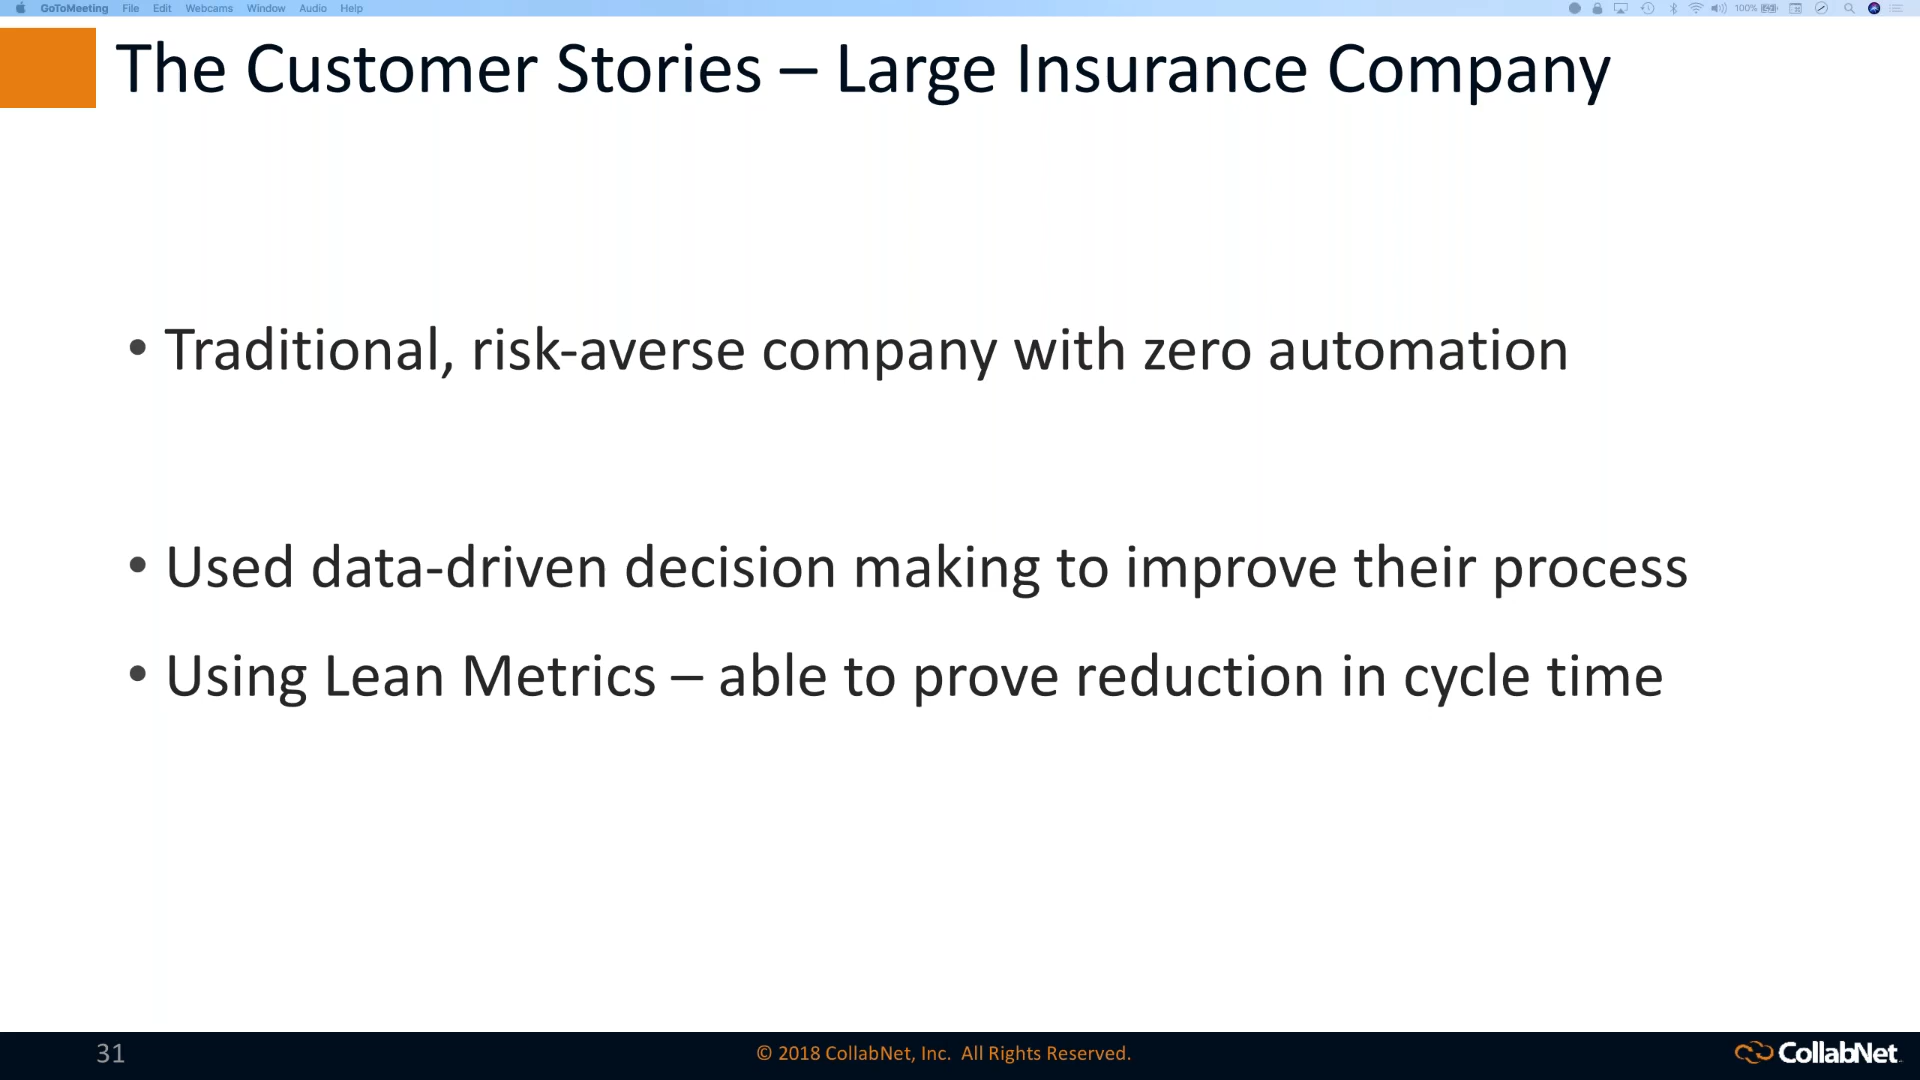 GoToMeeting File Edit Webcams Window Audio Help 100%
The Customer Stories – Large Insurance Company
• Traditional, risk-averse company with zero automation
• Used data-driven decision making to improve their process
• Using Lean Metrics – able to prove reduction in cycle time
31
© 2018 CollabNet, Inc. All Rights Reserved.
CollabNet